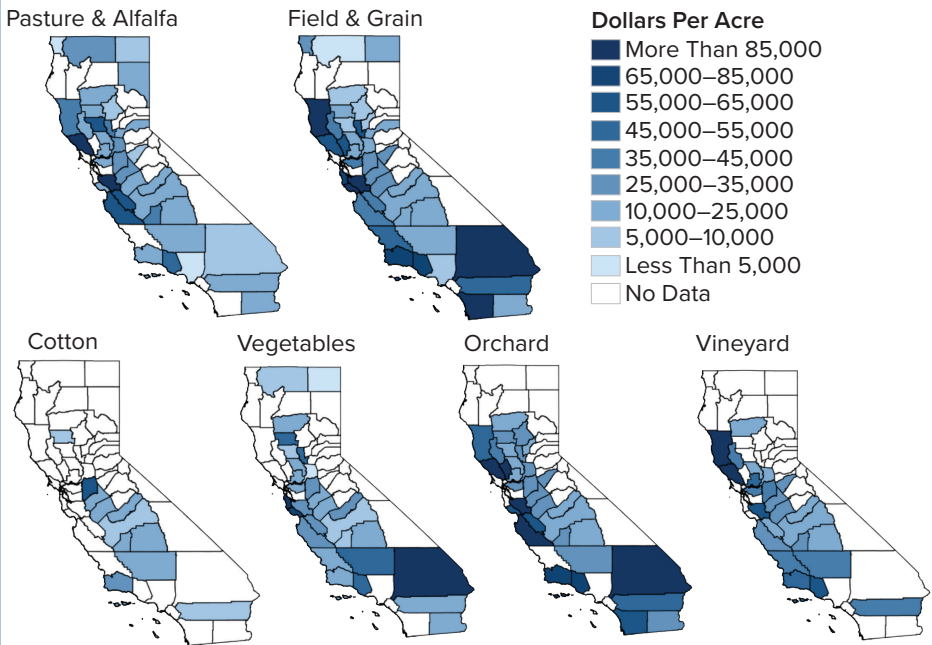 Pasture & Alfalfa
Field & Grain
Dollars Per Acre
More Than 85,000
65,000–85,000
55,000–65,000
45,000–55,000
35,000–45,000
25,000–35,000
10,000–25,000
5,000–10,000
Less Than 5,000
No Data
Cotton
Vegetables
Orchard
Vineyard